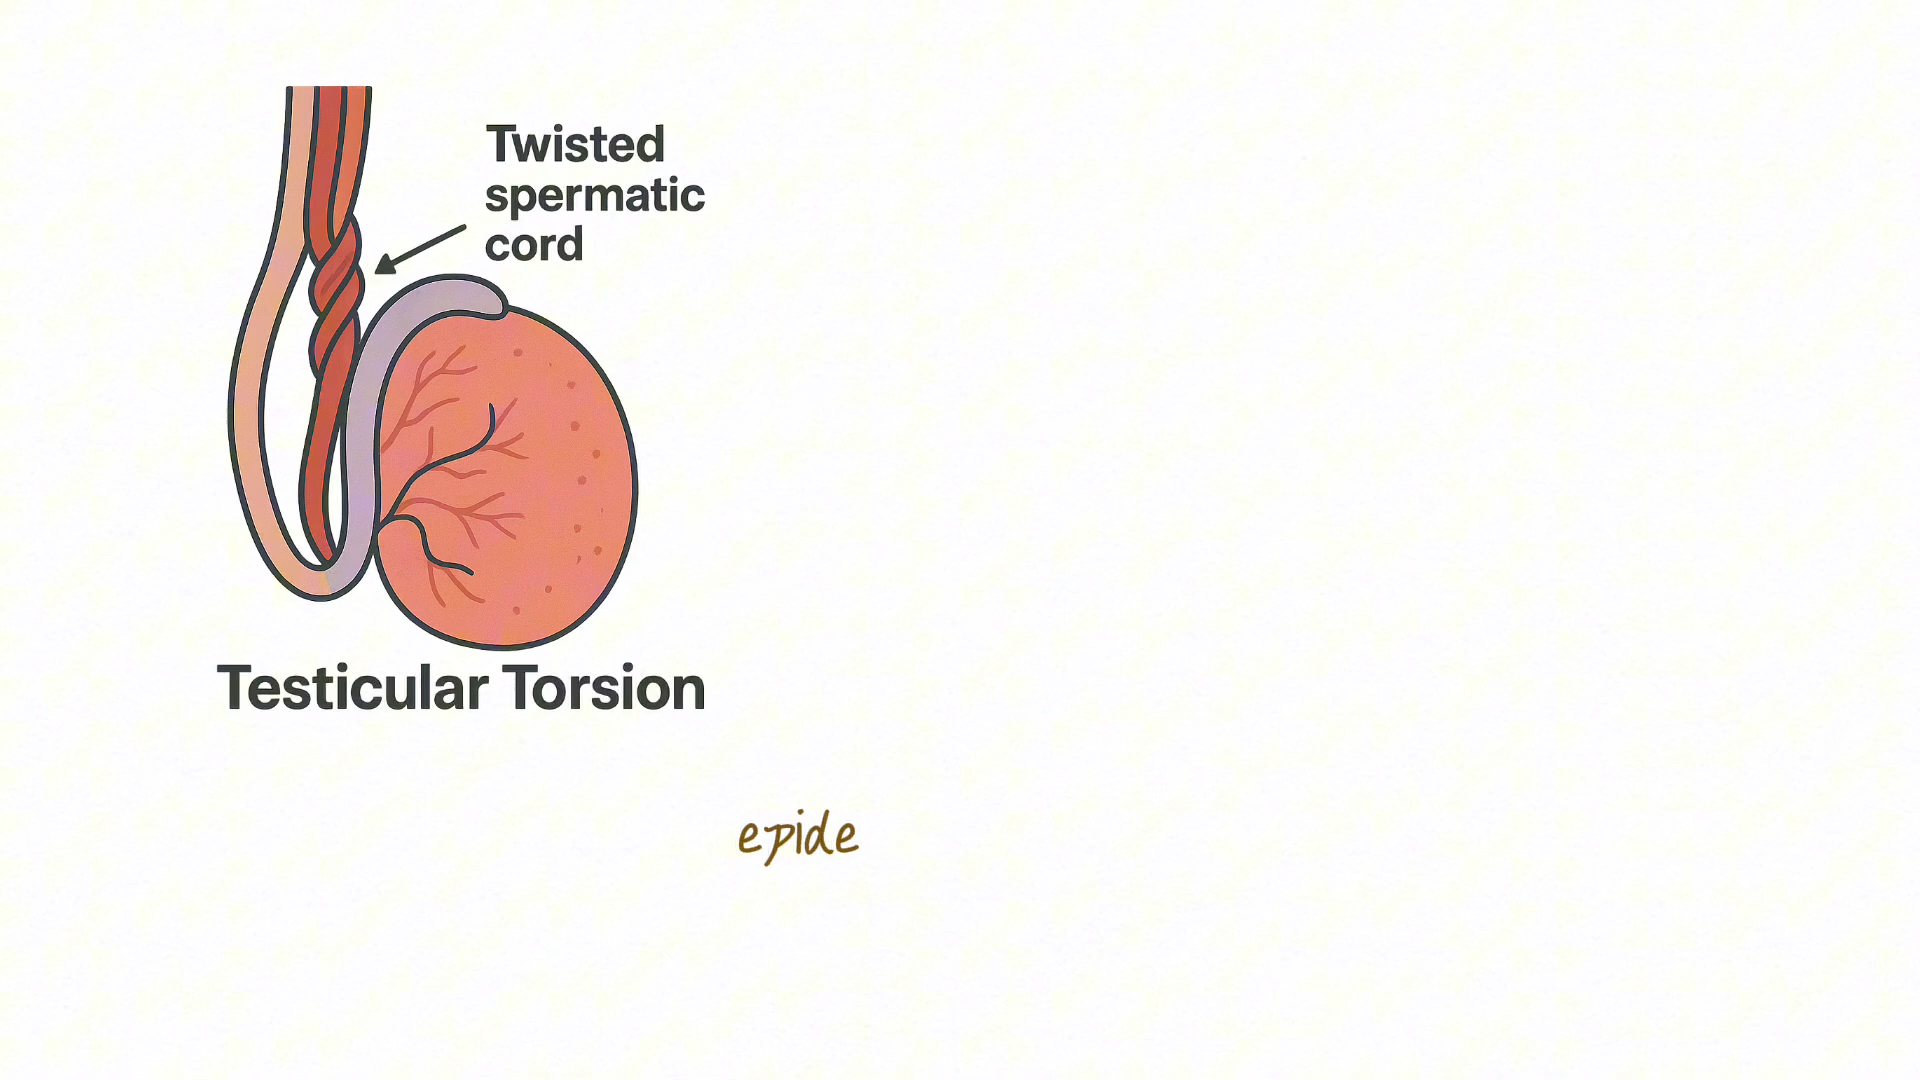 Twisted
spermatic
cord
Testicular Torsion
epide